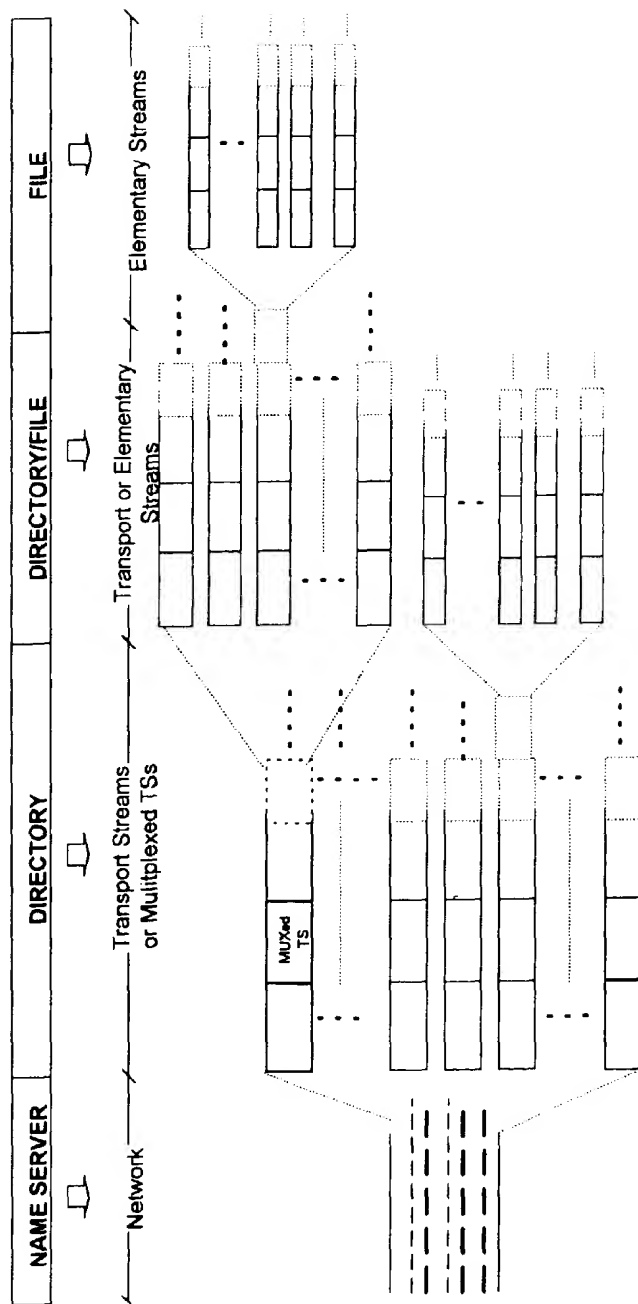 NAME SERVER
DIRECTORY
DIRECTORY/FILE
FILE
Network
Transport Streams
or Mulitplexed TSs
Transport or Elementary
Streams
Elementary Streams
MUXed
TS